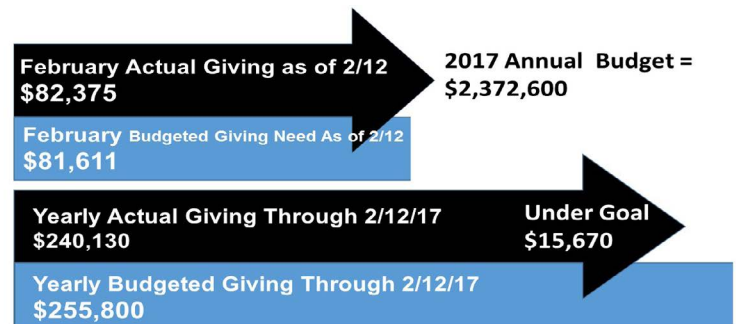 February Actual Giving as of 2/12
$82,375
2017 Annual Budget =
$2,372,600
February Budgeted Giving Need As of 2/12
$81,611
Yearly Actual Giving Through 2/12/17
$240,130
Under Goal
$15,670
Yearly Budgeted Giving Through 2/12/17
$255,800